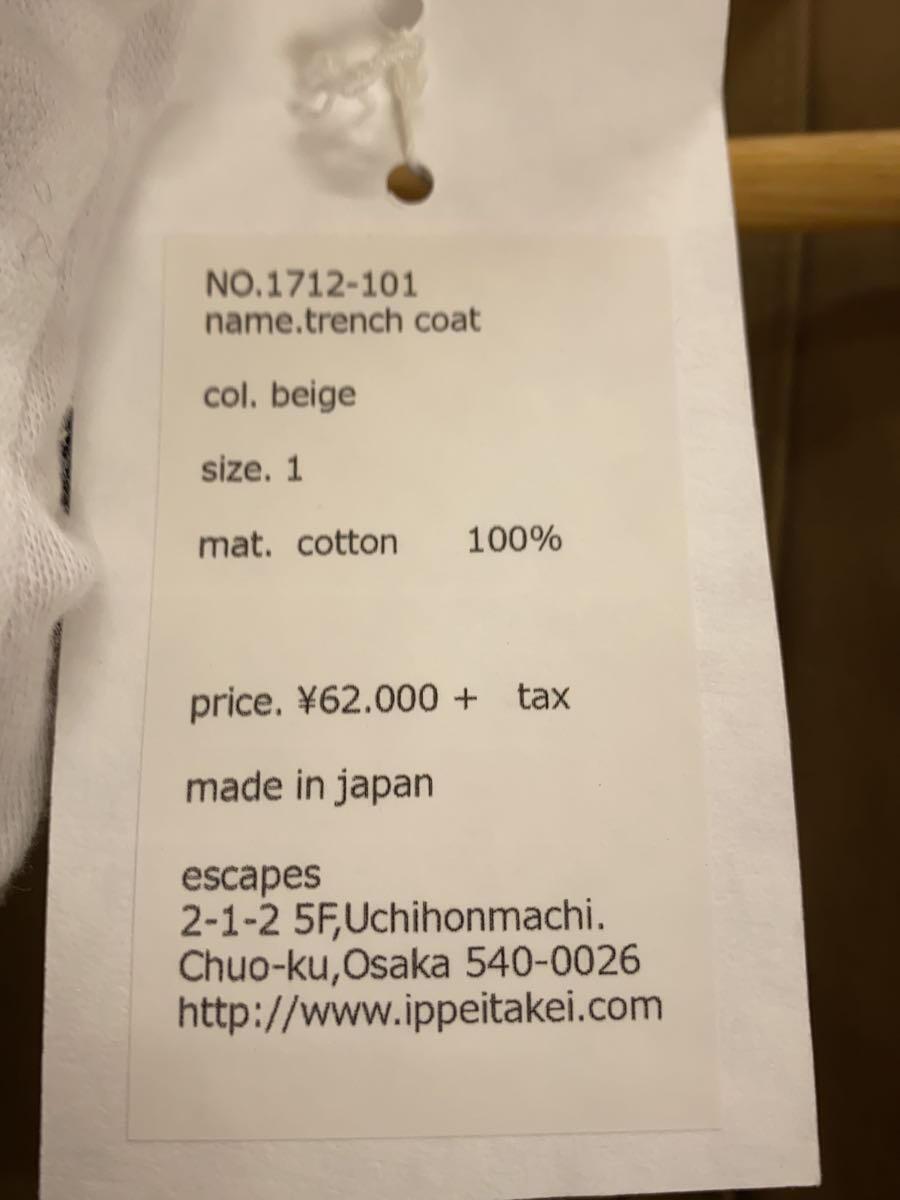 NO.1712-101
name.trench coat
col. beige
size. 1
mat. cotton 100%
price. ¥62.000 + tax
made in japan
escapes
2-1-2 5F,Uchihonmachi.
Chuo-ku,Osaka 540-0026
http://www.ippeitakei.com